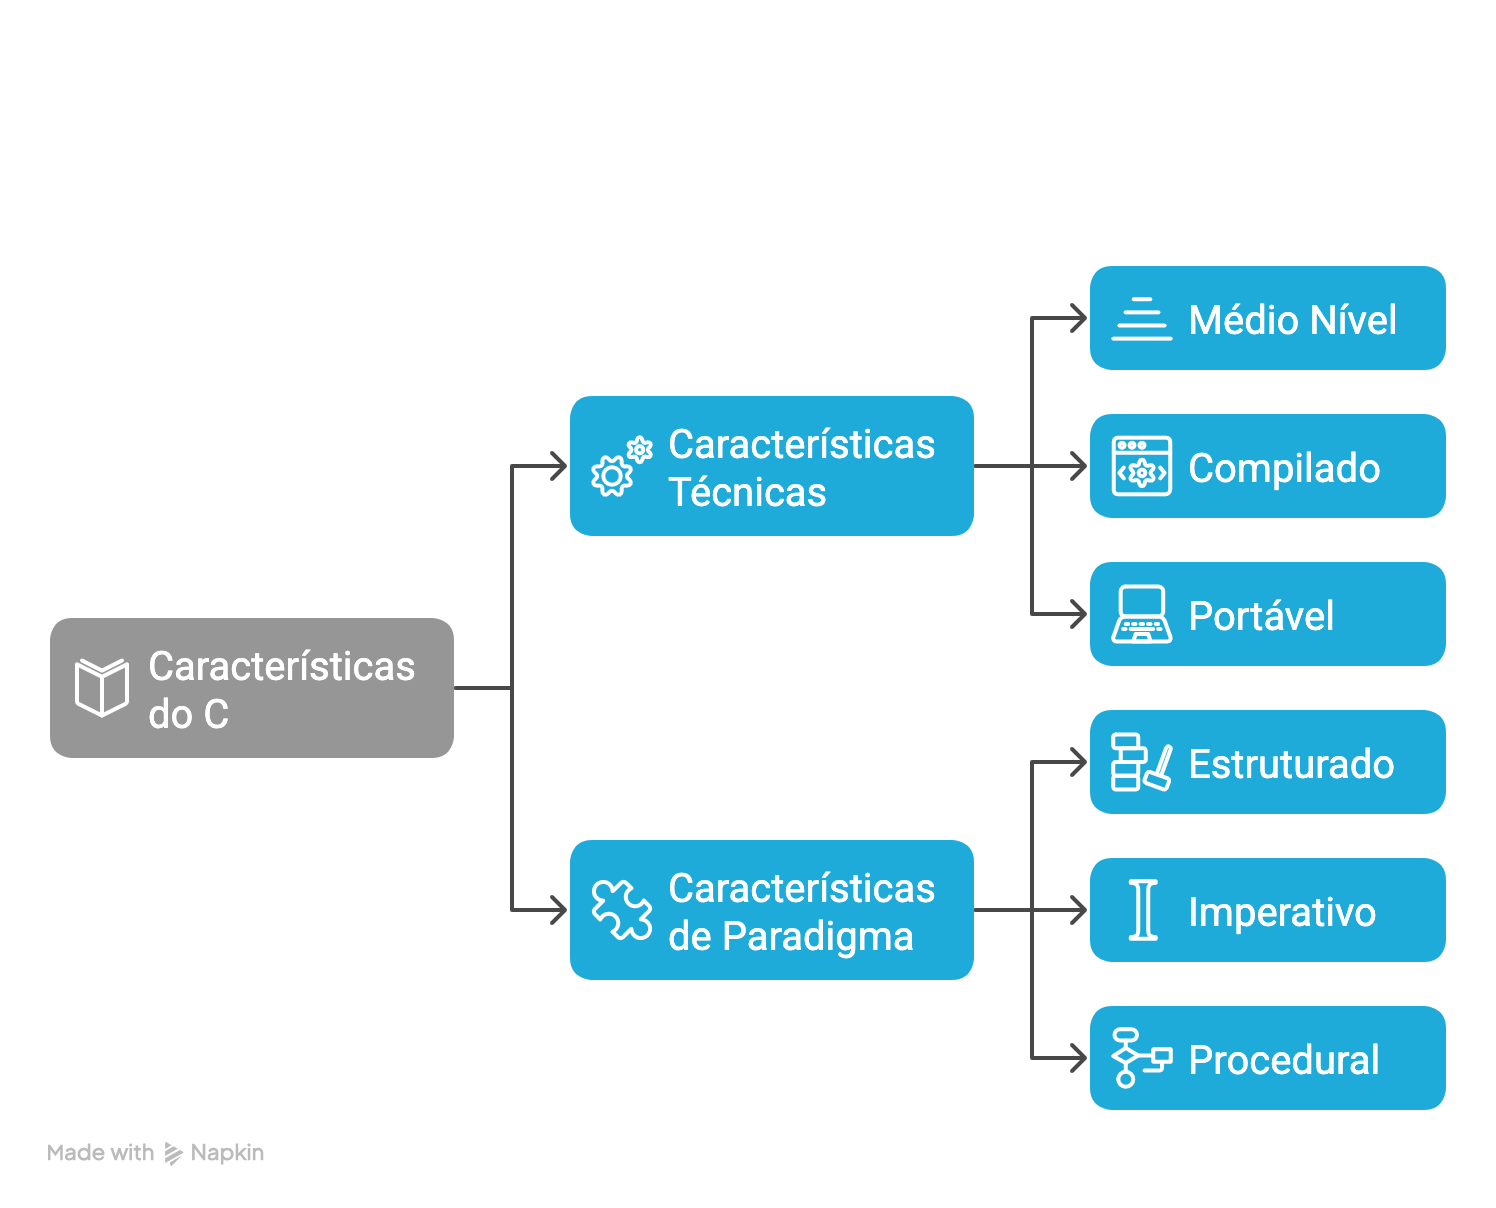 Características
do C
Características
Técnicas
Médio Nível
Compilado
Portável
Características
de Paradigma
Estruturado
Imperativo
Procedural
Made with Napkin